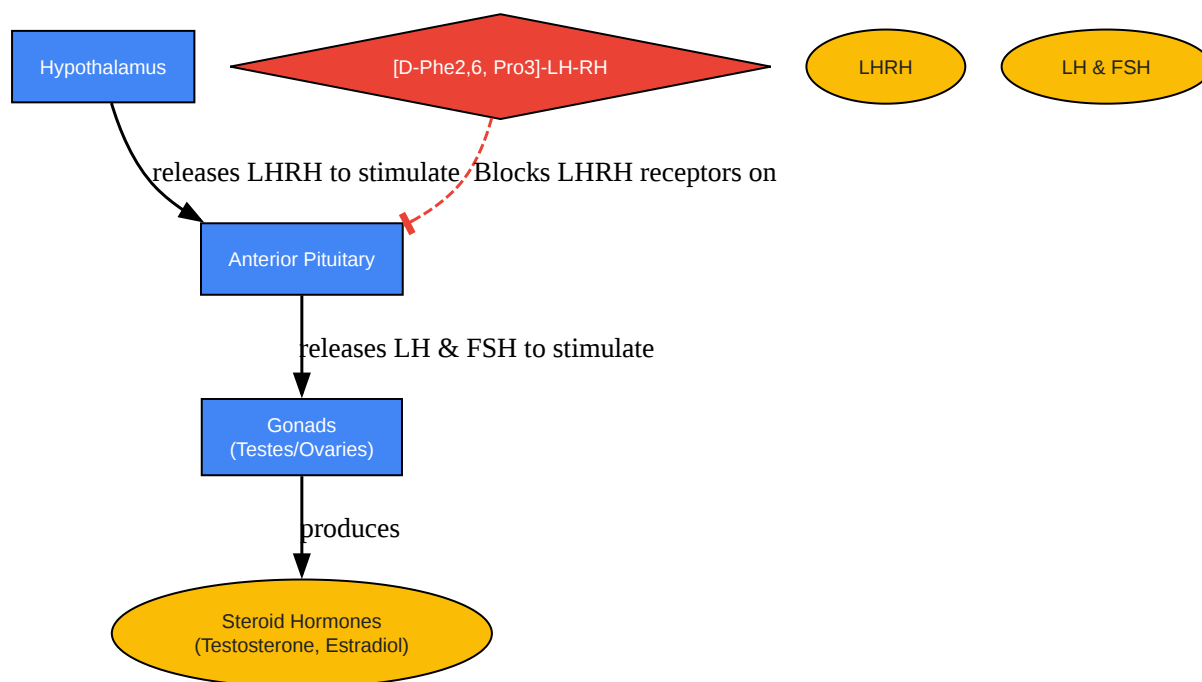 Hypothalamus
[D-Phe2,6, Pro3]-LH-RH
LHRH
LH & FSH
releases LHRH to stimulate
Blocks LHRH receptors on
Anterior Pituitary
releases LH & FSH to stimulate
Gonads
(Testes/Ovaries)
produces
Steroid Hormones
(Testosterone, Estradiol)